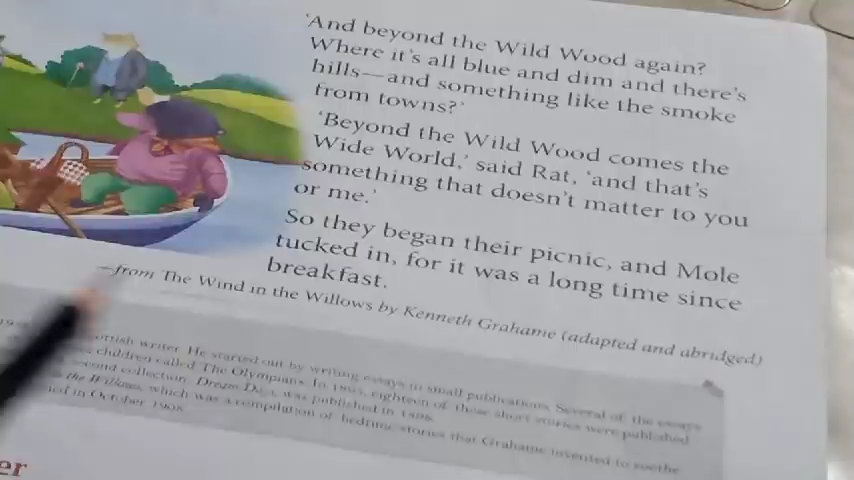 'And beyond the Wild Wood again?
Where it's all blue and dim and there's
hills—and something like the smoke
from towns?'
'Beyond the Wild Wood comes the
Wide World,' said Rat, 'and that's
something that doesn't matter to you
or me.'
So they began their picnic, and Mole
tucked in, for it was a long time since
breakfast.
—from The Wind in the Willows by Kenneth Grahame (adapted and abridged)
writer. He started out by writing essays in small publications. Several of the essays
children called The Olympians. In eighteen of those short stories were published
second collection, Dream Days, was published in 1898.
the Willows, which was a compilation of bedtime stories that Grahame invented to soothe
in October 1908.
er